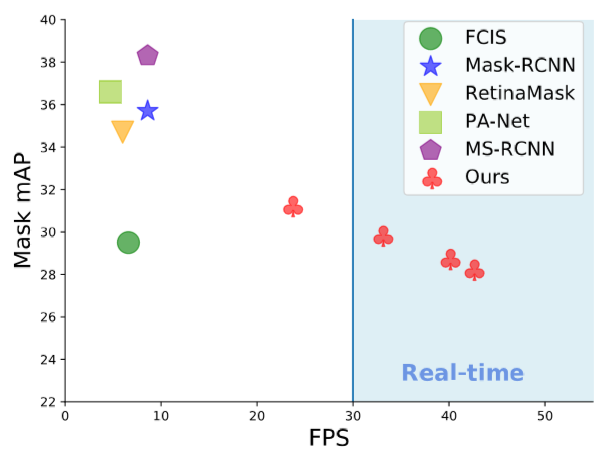 40
38
36
34
32
30
28
26
24
22
Mask mAP
FCIS
Mask-RCNN
RetinaMask
PA-Net
MS-RCNN
Ours
Real-time
0 10 20 30 40 50
FPS